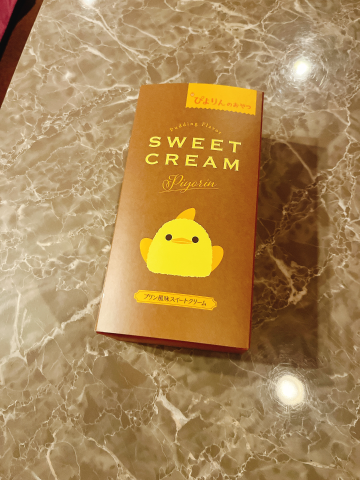 ぴよりんのおやつ
Pudding Flavor
SWEET
CREAM
Piyorin
プリン風味スイートクリーム